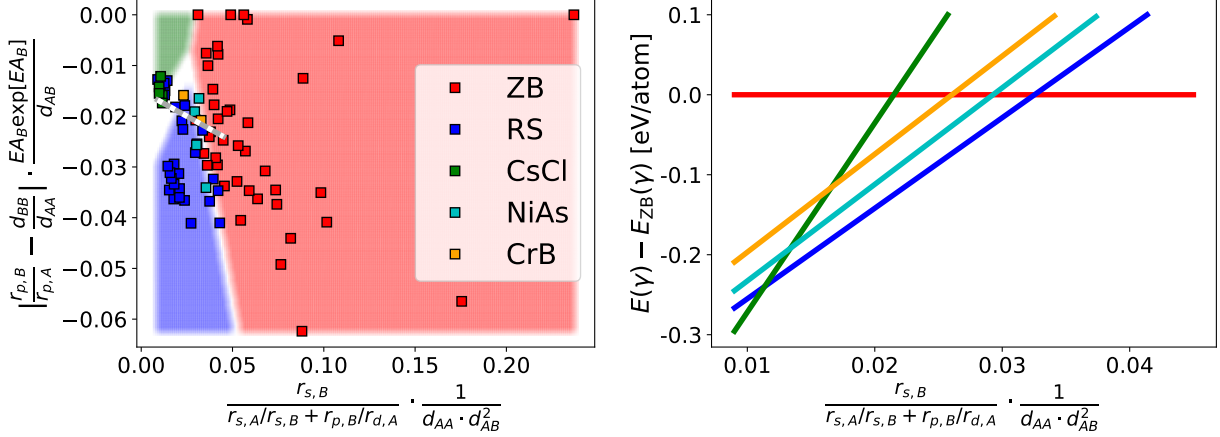 |r_{p,B}/r_{p,A} − d_{BB}/d_{AA}| · EA_B exp[EA_B]/d_{AB}
0.00
−0.01
−0.02
−0.03
−0.04
−0.05
−0.06
ZB
RS
CsCl
NiAs
CrB
0.00 0.05 0.10 0.15 0.20
r_{s,B}/(r_{s,A}/r_{s,B} + r_{p,B}/r_{d,A}) · 1/(d_{AA} · d_{AB}^2)
E(γ) − E_{ZB}(γ) [eV/atom]
0.1
0.0
-0.1
-0.2
-0.3
0.01 0.02 0.03 0.04
r_{s,B}/(r_{s,A}/r_{s,B} + r_{p,B}/r_{d,A}) · 1/(d_{AA} · d_{AB}^2)